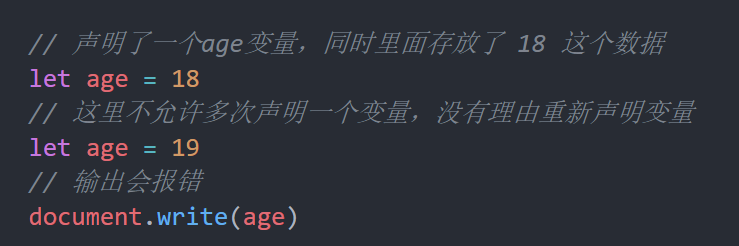 // 声明了一个age变量，同时里面存放了 18 这个数据
let age = 18
// 这里不允许多次声明一个变量，没有理由重新声明变量
let age = 19
// 输出会报错
document.write(age)